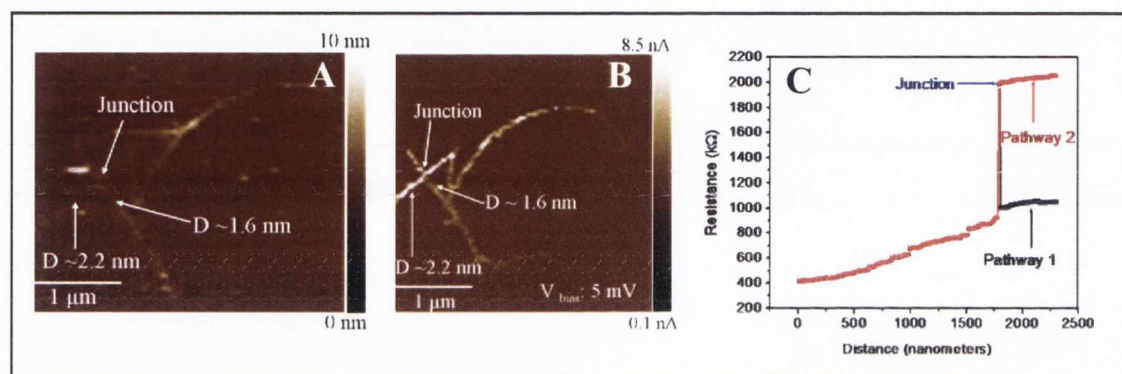 10 nm
A
Junction
D ~1.6 nm
D ~2.2 nm
1 μm
0 nm
8.5 nA
B
Junction
D ~ 1.6 nm
D ~2.2 nm
1 μm
V bias: 5 mV
0.1 nA
C
2200
2000
1800
1600
1400
1200
1000
800
600
400
200
Resistance (kΩ)
Junction
Pathway 2
Pathway 1
0 500 1000 1500 2000 2500
Distance (nanometers)